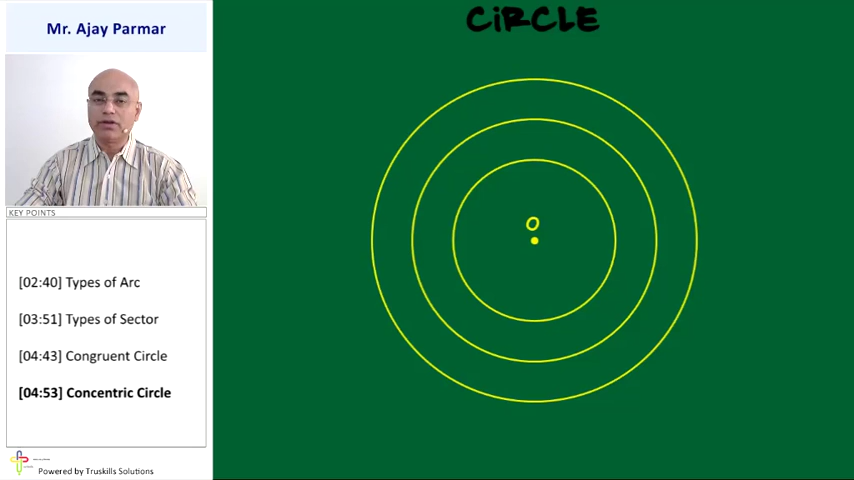 Mr. Ajay Parmar
CIRCLE
O
KEY POINTS
[02:40] Types of Arc
[03:51] Types of Sector
[04:43] Congruent Circle
[04:53] Concentric Circle
Powered by Truskills Solutions